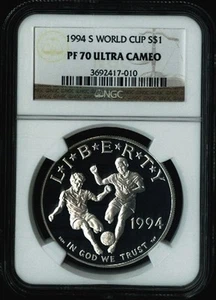 1994 S WORLD CUP S$1
PF 70 ULTRA CAMEO
3692417-010
NGC
LIBERTY
1994
IN GOD WE TRUST